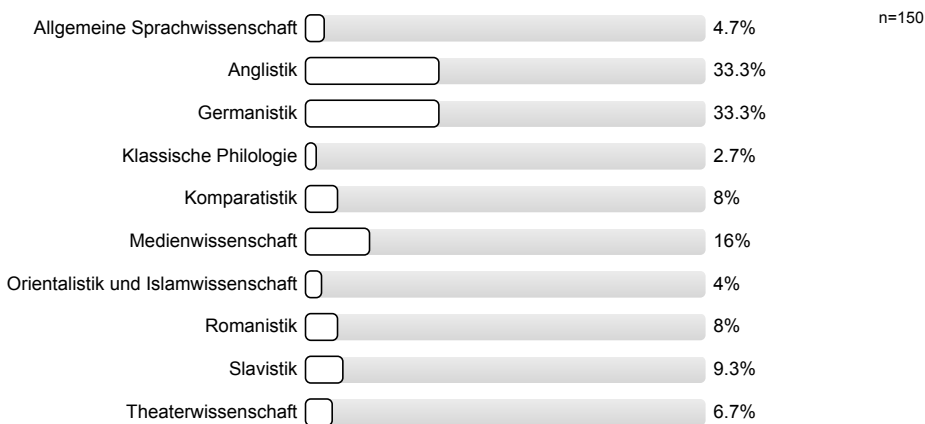 n=150
Allgemeine Sprachwissenschaft 4.7%
Anglistik 33.3%
Germanistik 33.3%
Klassische Philologie 2.7%
Komparatistik 8%
Medienwissenschaft 16%
Orientalistik und Islamwissenschaft 4%
Romanistik 8%
Slavistik 9.3%
Theaterwissenschaft 6.7%